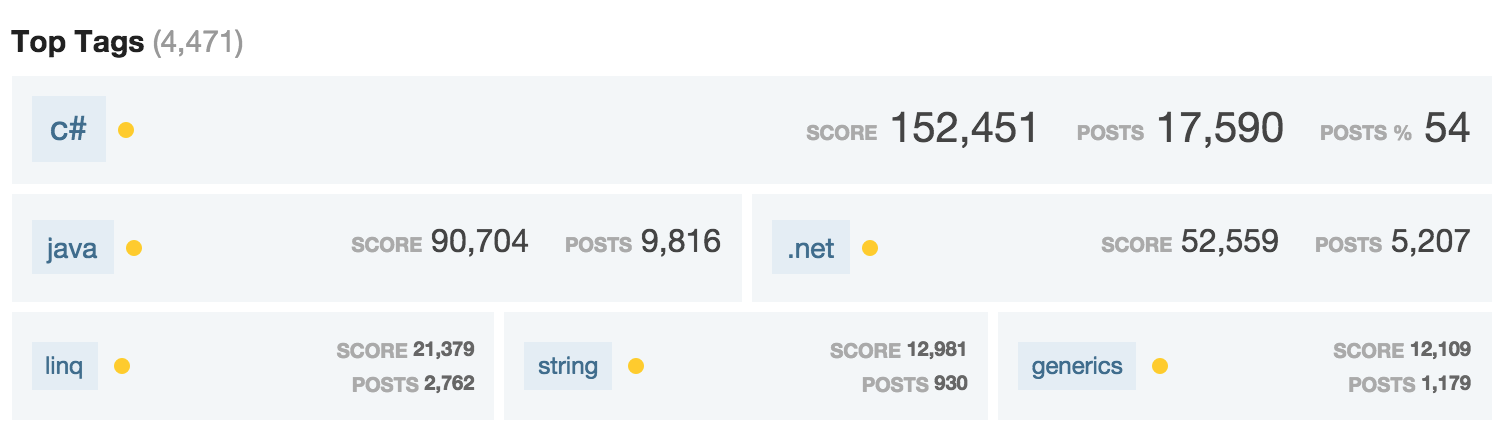 Top Tags (4,471)
c# SCORE 152,451 POSTS 17,590 POSTS % 54
java SCORE 90,704 POSTS 9,816
.net SCORE 52,559 POSTS 5,207
linq SCORE 21,379
POSTS 2,762
string SCORE 12,981
POSTS 930
generics SCORE 12,109
POSTS 1,179